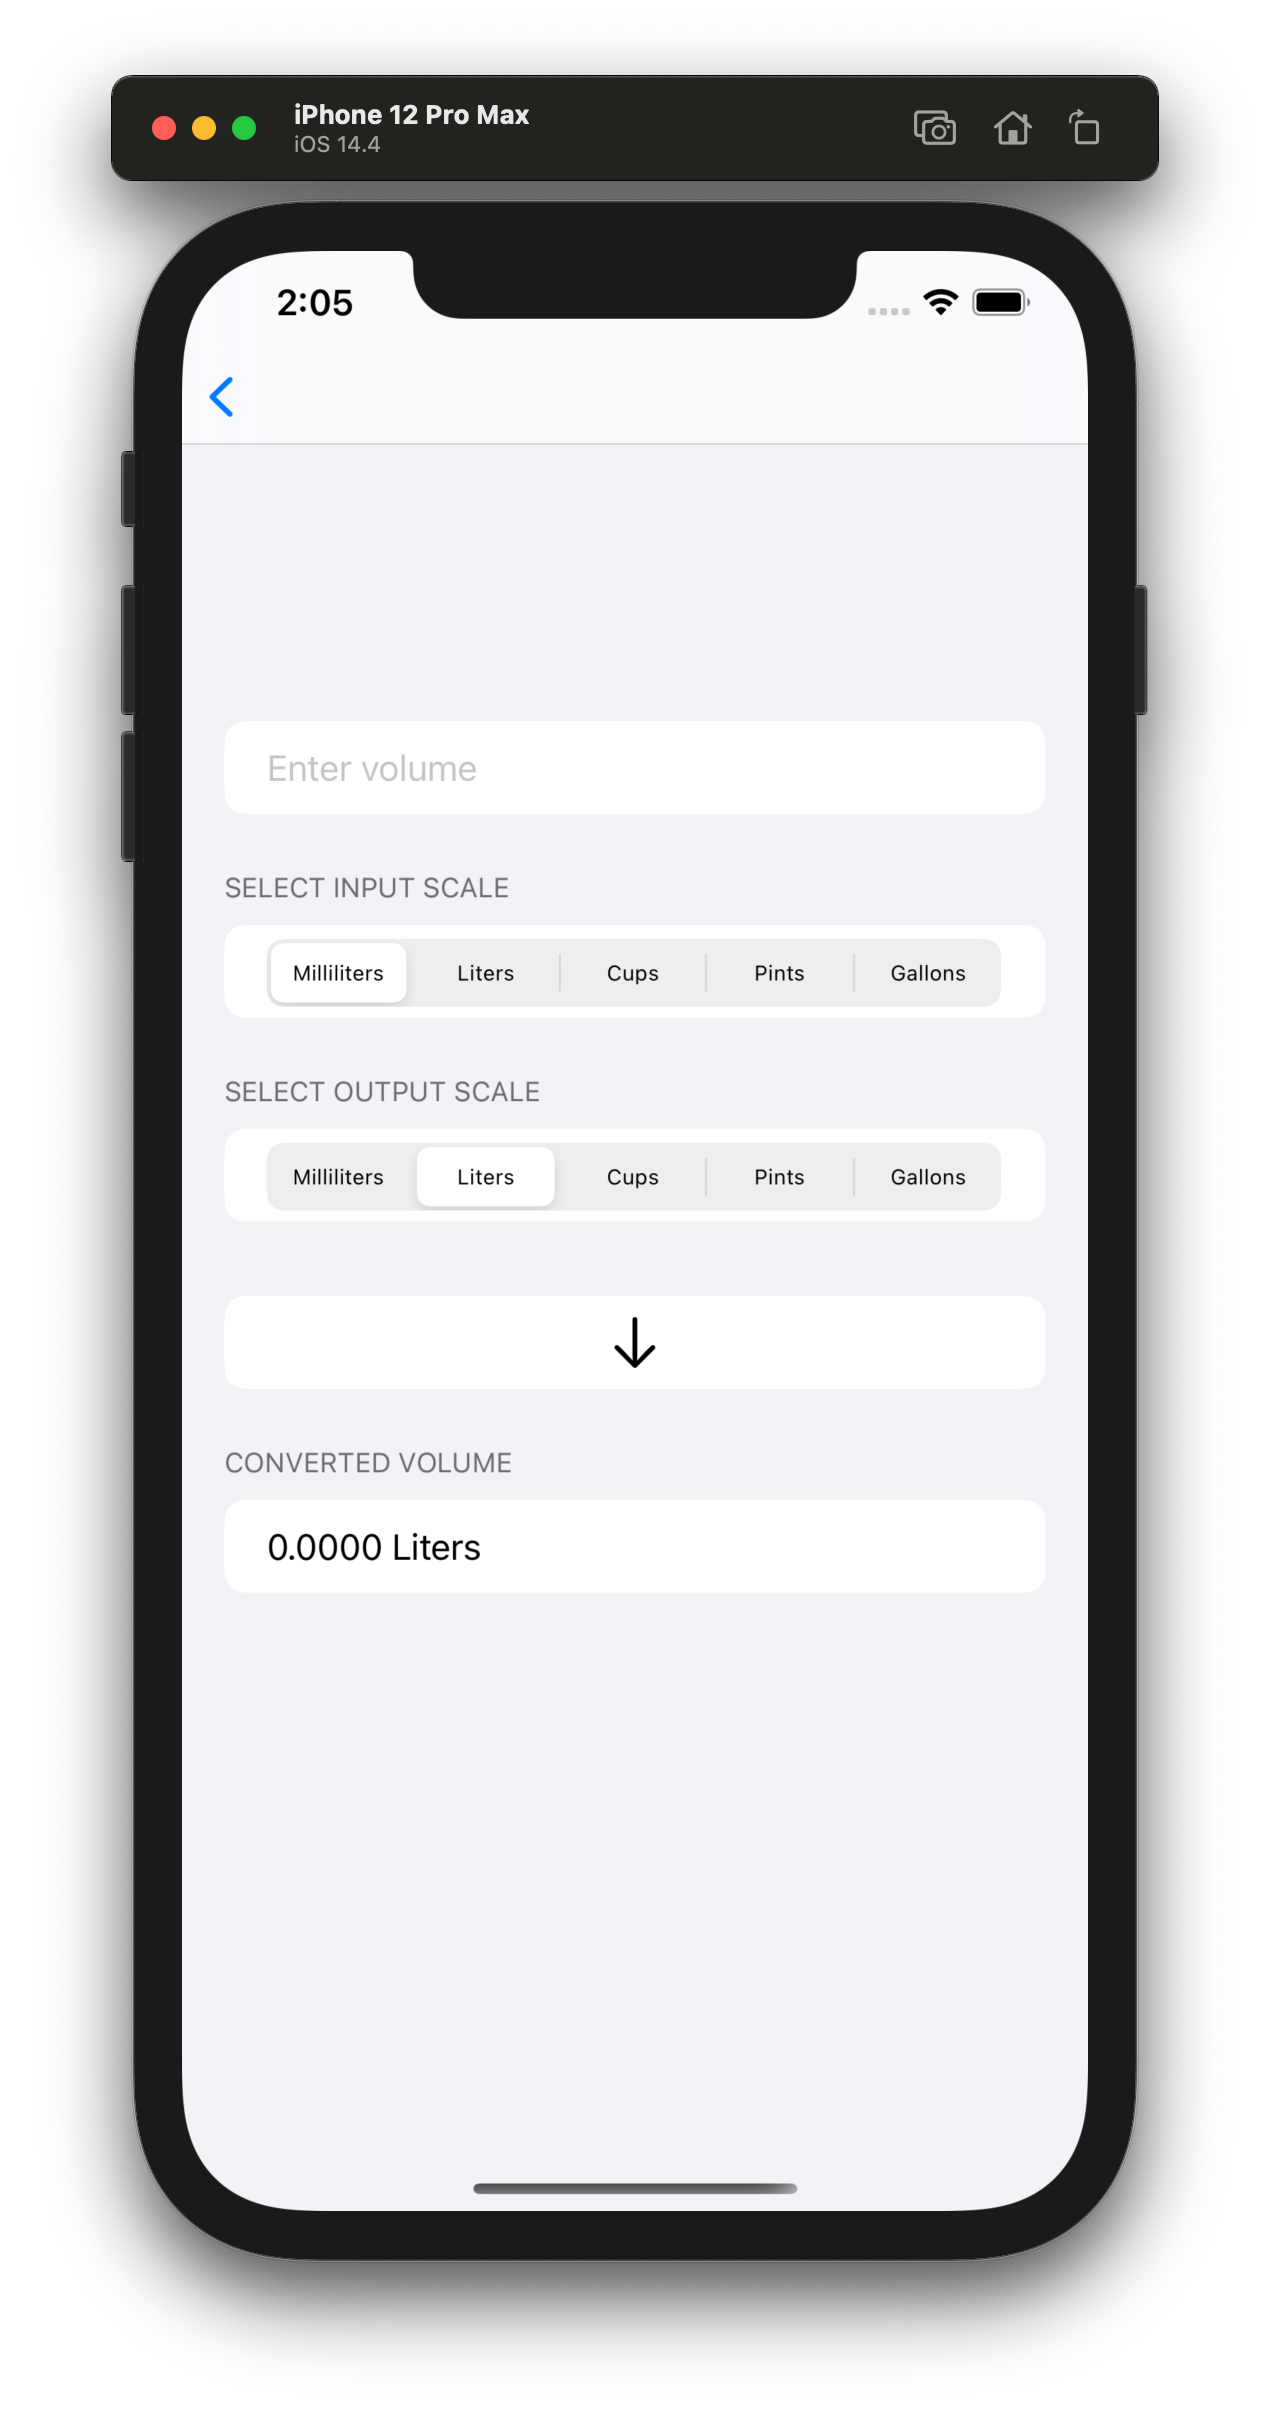 iPhone 12 Pro Max
iOS 14.4
2:05
Enter volume
SELECT INPUT SCALE
Milliliters Liters Cups Pints Gallons
SELECT OUTPUT SCALE
Milliliters Liters Cups Pints Gallons
CONVERTED VOLUME
0.0000 Liters